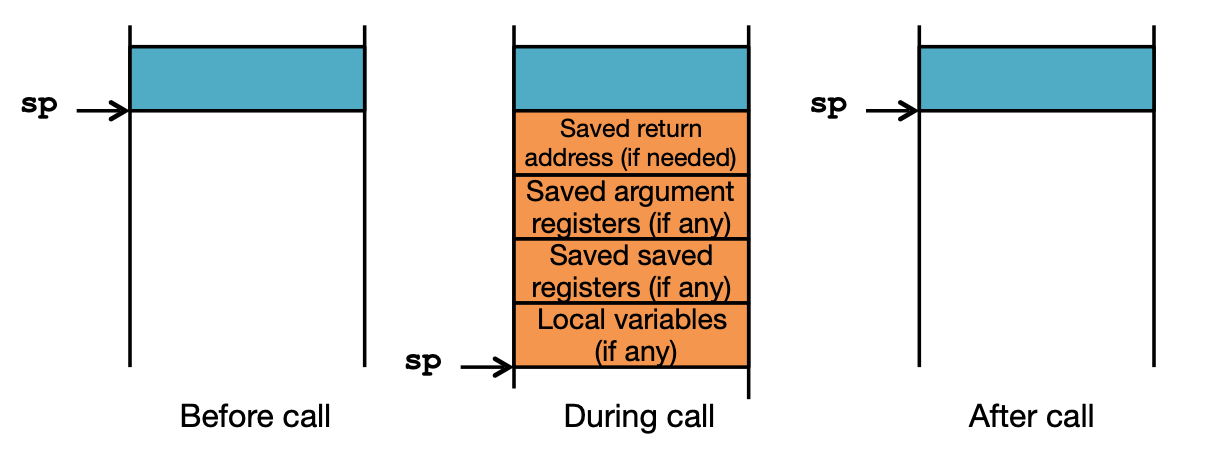 sp
Before call
Saved return
address (if needed)
Saved argument
registers (if any)
Saved saved
registers (if any)
Local variables
(if any)
sp
During call
sp
After call